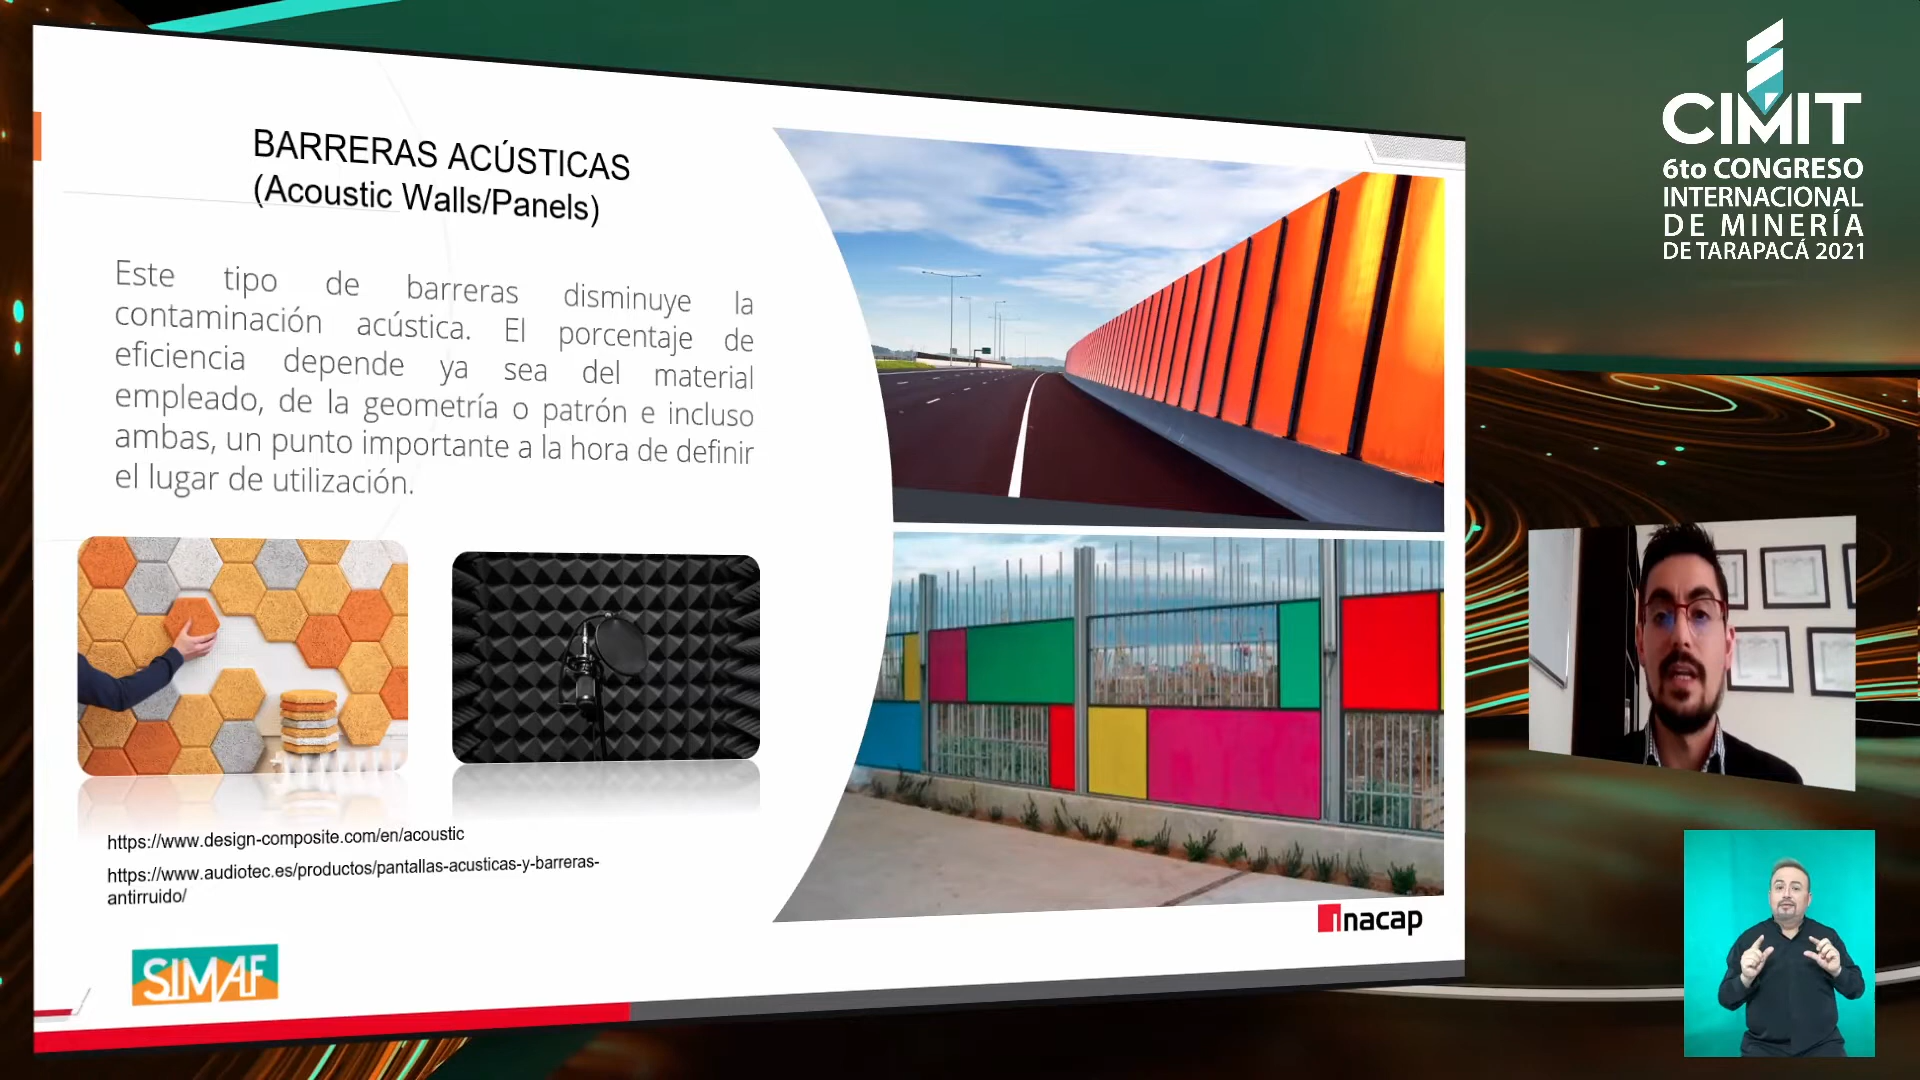 BARRERAS ACÚSTICAS
(Acoustic Walls/Panels)
Este tipo de barreras disminuye la
contaminación acústica. El porcentaje de
eficiencia depende ya sea del material
empleado, de la geometría o patrón e incluso
ambas, un punto importante a la hora de definir
el lugar de utilización.
https://www.design-composite.com/en/acoustic
https://www.audiotec.es/productos/pantallas-acusticas-y-barreras-
antirruido/
SIMAF
inacap
CIMIT
6to CONGRESO
INTERNACIONAL
DE MINERÍA
DE TARAPACÁ 2021